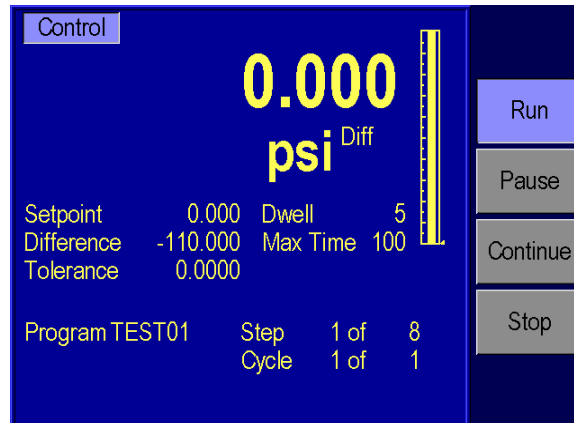 Control
0.000
psi Diff
Setpoint 0.000 Dwell 5
Difference -110.000 Max Time 100
Tolerance 0.0000
Program TEST01 Step 1 of 8
Cycle 1 of 1
Run
Pause
Continue
Stop